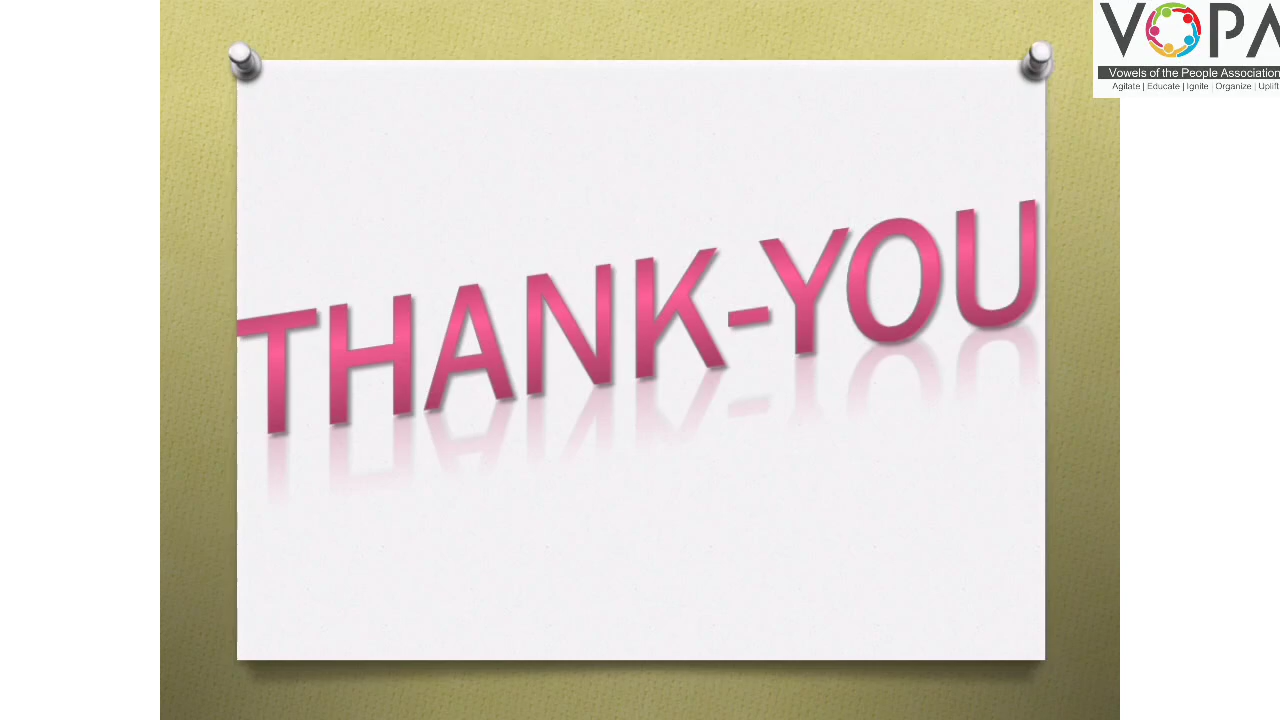 VOPA
Vowels of the People Association
Agitate | Educate | Ignite | Organize | Uplift
THANK-YOU